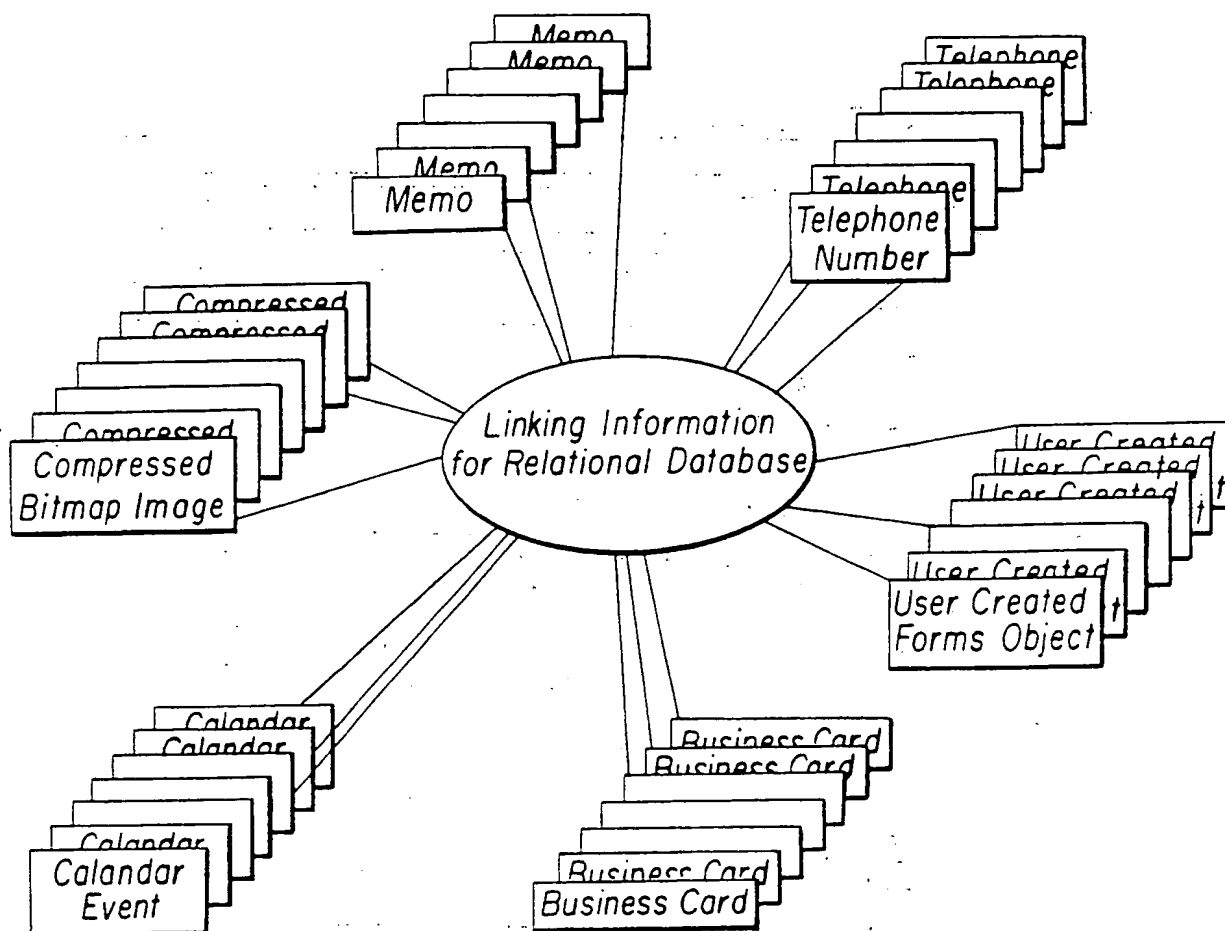 Memo
Memo
Memo
Memo
Telephone
Telephone
Telephone
Telephone
Number
Compressed
Compressed
Compressed
Compressed
Bitmap Image
Linking Information
for Relational Database
User Created
User Created
User Created
t
t
User Created
User Created t
Forms Object
Calandar
Calandar
Calandar
Calandar
Event
Business Card
Business Card
Business Card
Business Card